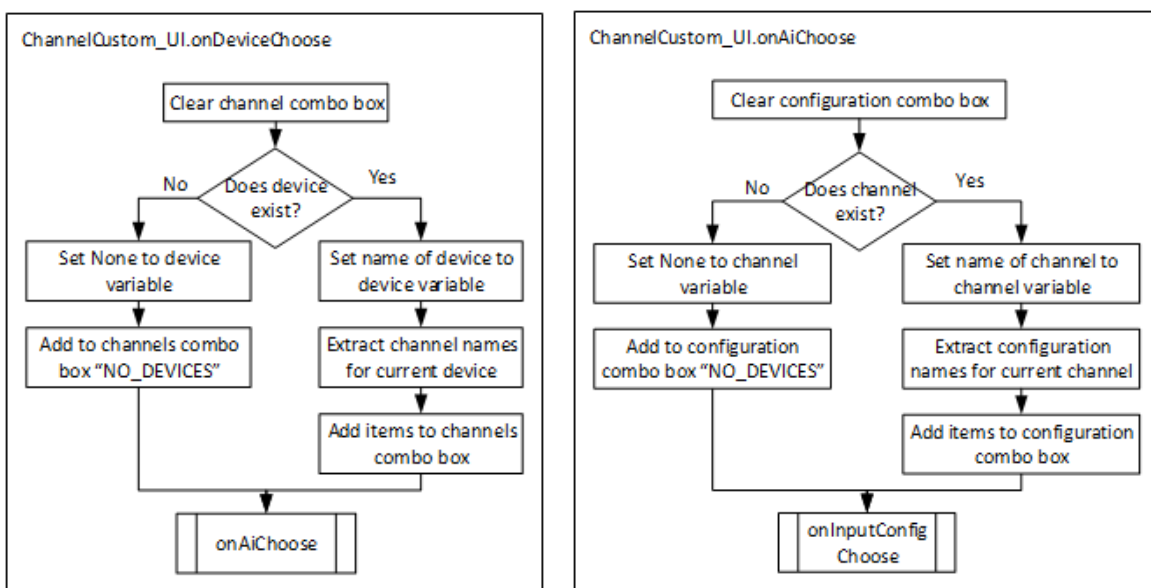 ChannelCustom_UI.onDeviceChoose
Clear channel combo box
No
Yes
Does device
exist?
Set None to device
variable
Set name of device to
device variable
Add to channels combo
box “NO_DEVICES”
Extract channel names
for current device
Add items to channels
combo box
onAiChoose
ChannelCustom_UI.onAiChoose
Clear configuration combo box
No
Yes
Does channel
exist?
Set None to channel
variable
Set name of channel to
channel variable
Add to configuration
combo box “NO_DEVICES”
Extract configuration
names for current channel
Add items to configuration
combo box
onInputConfig
Choose